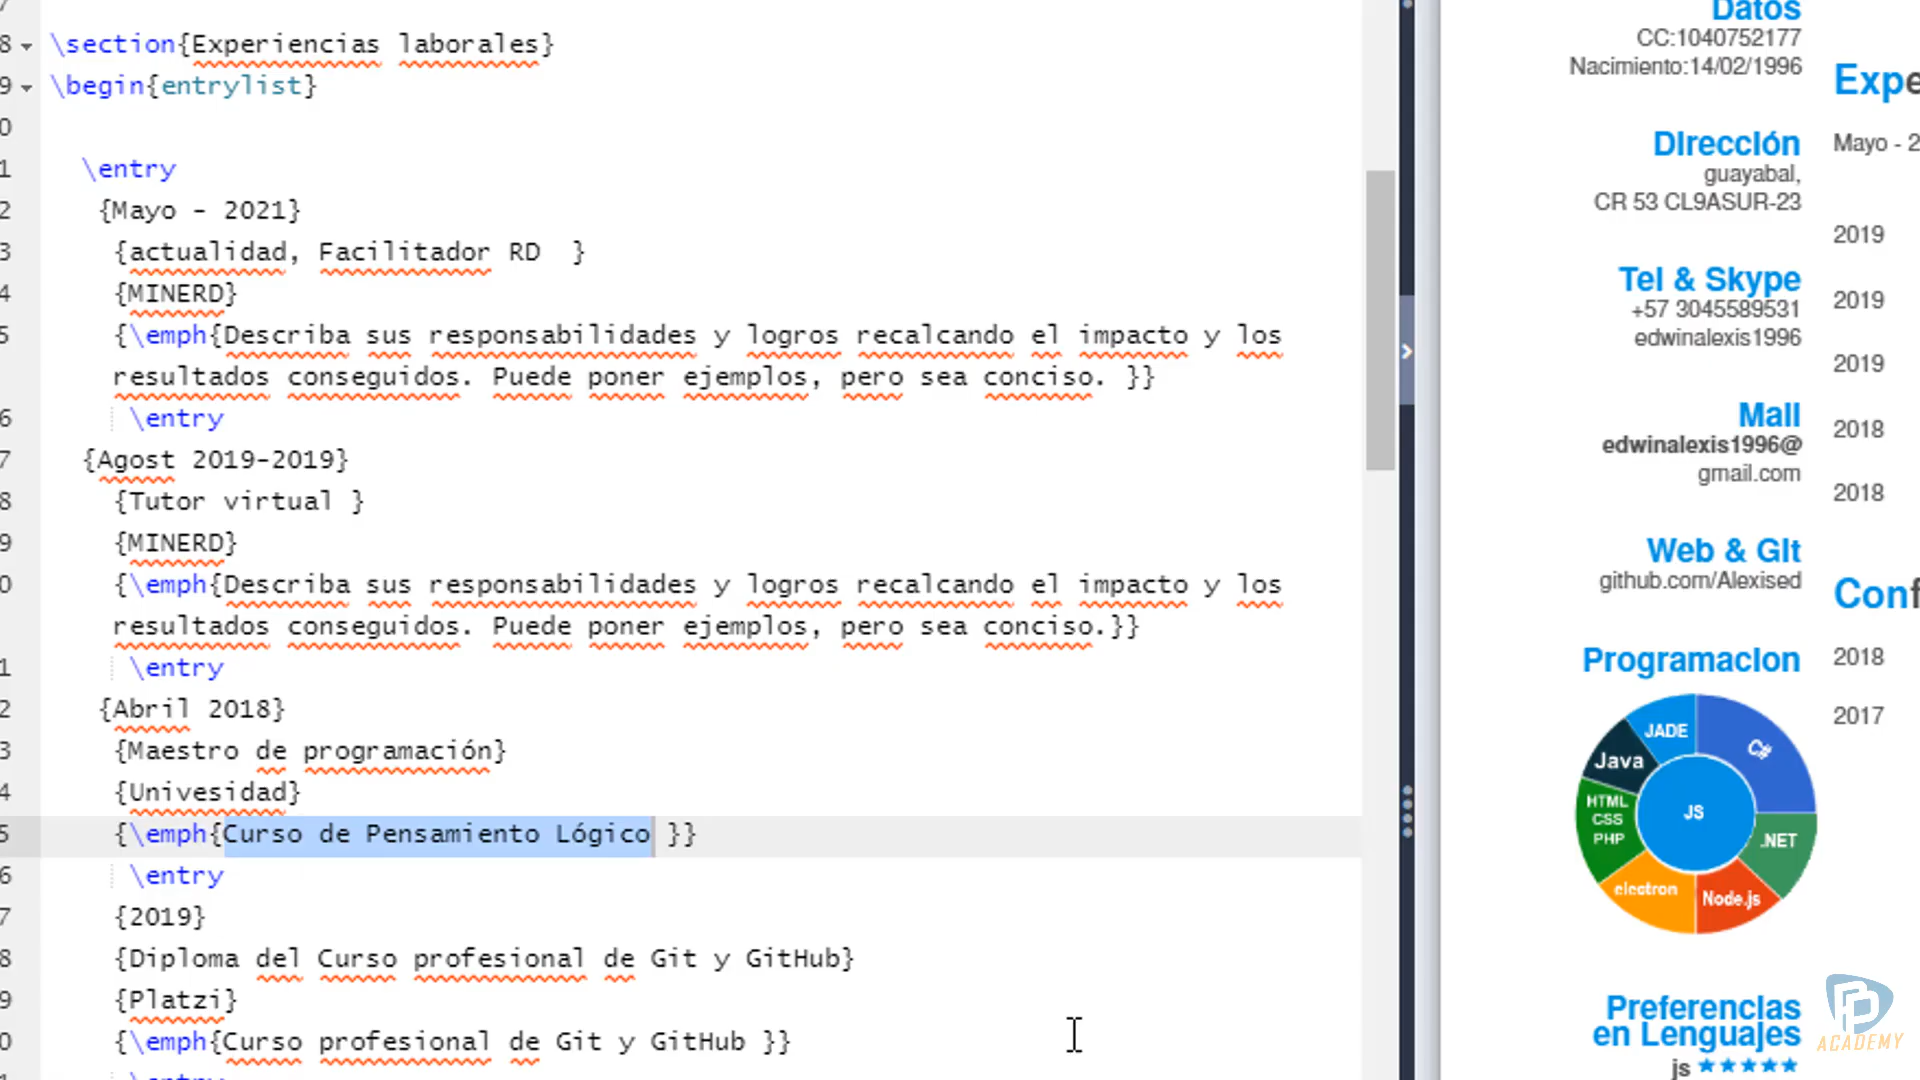 \section{Experiencias laborales}
\begin{entrylist}
\entry
{Mayo - 2021}
{actualidad, Facilitador RD  }
{MINERD}
{\emph{Describa sus responsabilidades y logros recalcando el impacto y los
resultados conseguidos. Puede poner ejemplos, pero sea conciso. }}
\entry
{Agost 2019-2019}
{Tutor virtual }
{MINERD}
{\emph{Describa sus responsabilidades y logros recalcando el impacto y los
resultados conseguidos. Puede poner ejemplos, pero sea conciso.}}
\entry
{Abril 2018}
{Maestro de programación}
{Univesidad}
{\emph{Curso de Pensamiento Lógico }}
\entry
{2019}
{Diploma del Curso profesional de Git y GitHub}
{Platzi}
{\emph{Curso profesional de Git y GitHub }}
Datos
CC:1040752177
Nacimiento:14/02/1996
Dirección
guayabal,
CR 53 CL9ASUR-23
Tel & Skype
+57 3045589531
edwinalexis1996
Mail
edwinalexis1996@
gmail.com
Web & Git
github.com/Alexised
Programacion
JADE
C#
Java
HTML
CSS
PHP
JS
.NET
electron
Node.js
Preferencias
en Lenguajes
js ★★★★★
Expe
Mayo - 2
2019
2019
2019
2018
2018
Conf
2018
2017
ACADEMY